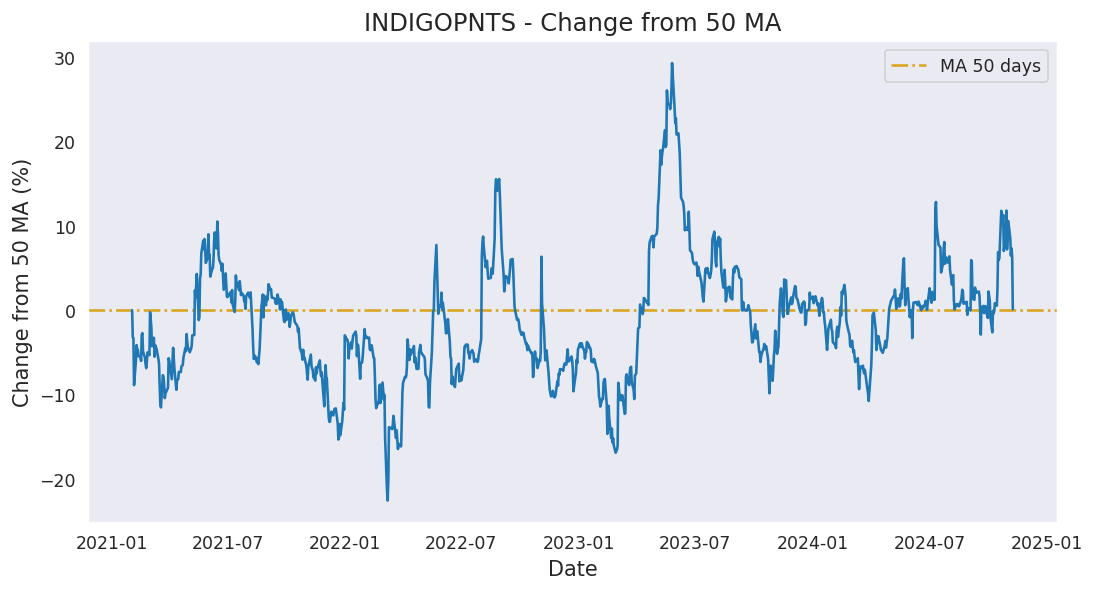 INDIGOPNTS - Change from 50 MA
MA 50 days
Change from 50 MA (%)
30
20
10
0
−10
−20
2021-01 2021-07 2022-01 2022-07 2023-01 2023-07 2024-01 2024-07 2025-01
Date